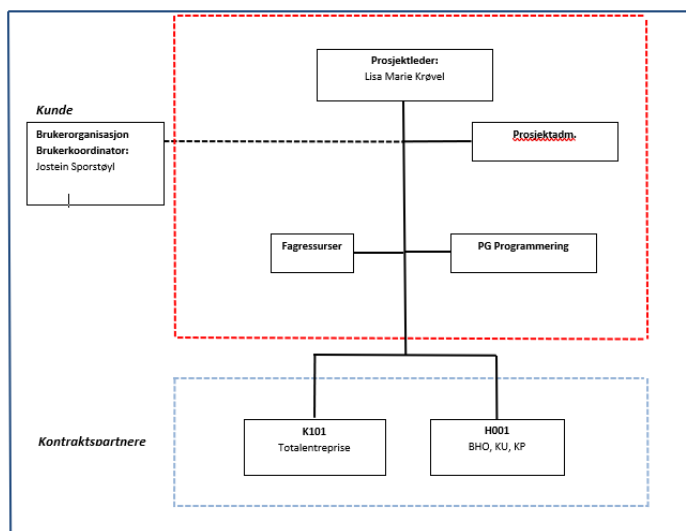 Prosjektleder:
Lisa Marie Krøvel
Kunde
Brukerorganisasjon
Brukerkoordinator:
Jostein Sporstøyl
Prosjektadm.
Fagressurser
PG Programmering
K101
Totalentreprise
H001
BHO, KU, KP
Kontraktspartnere